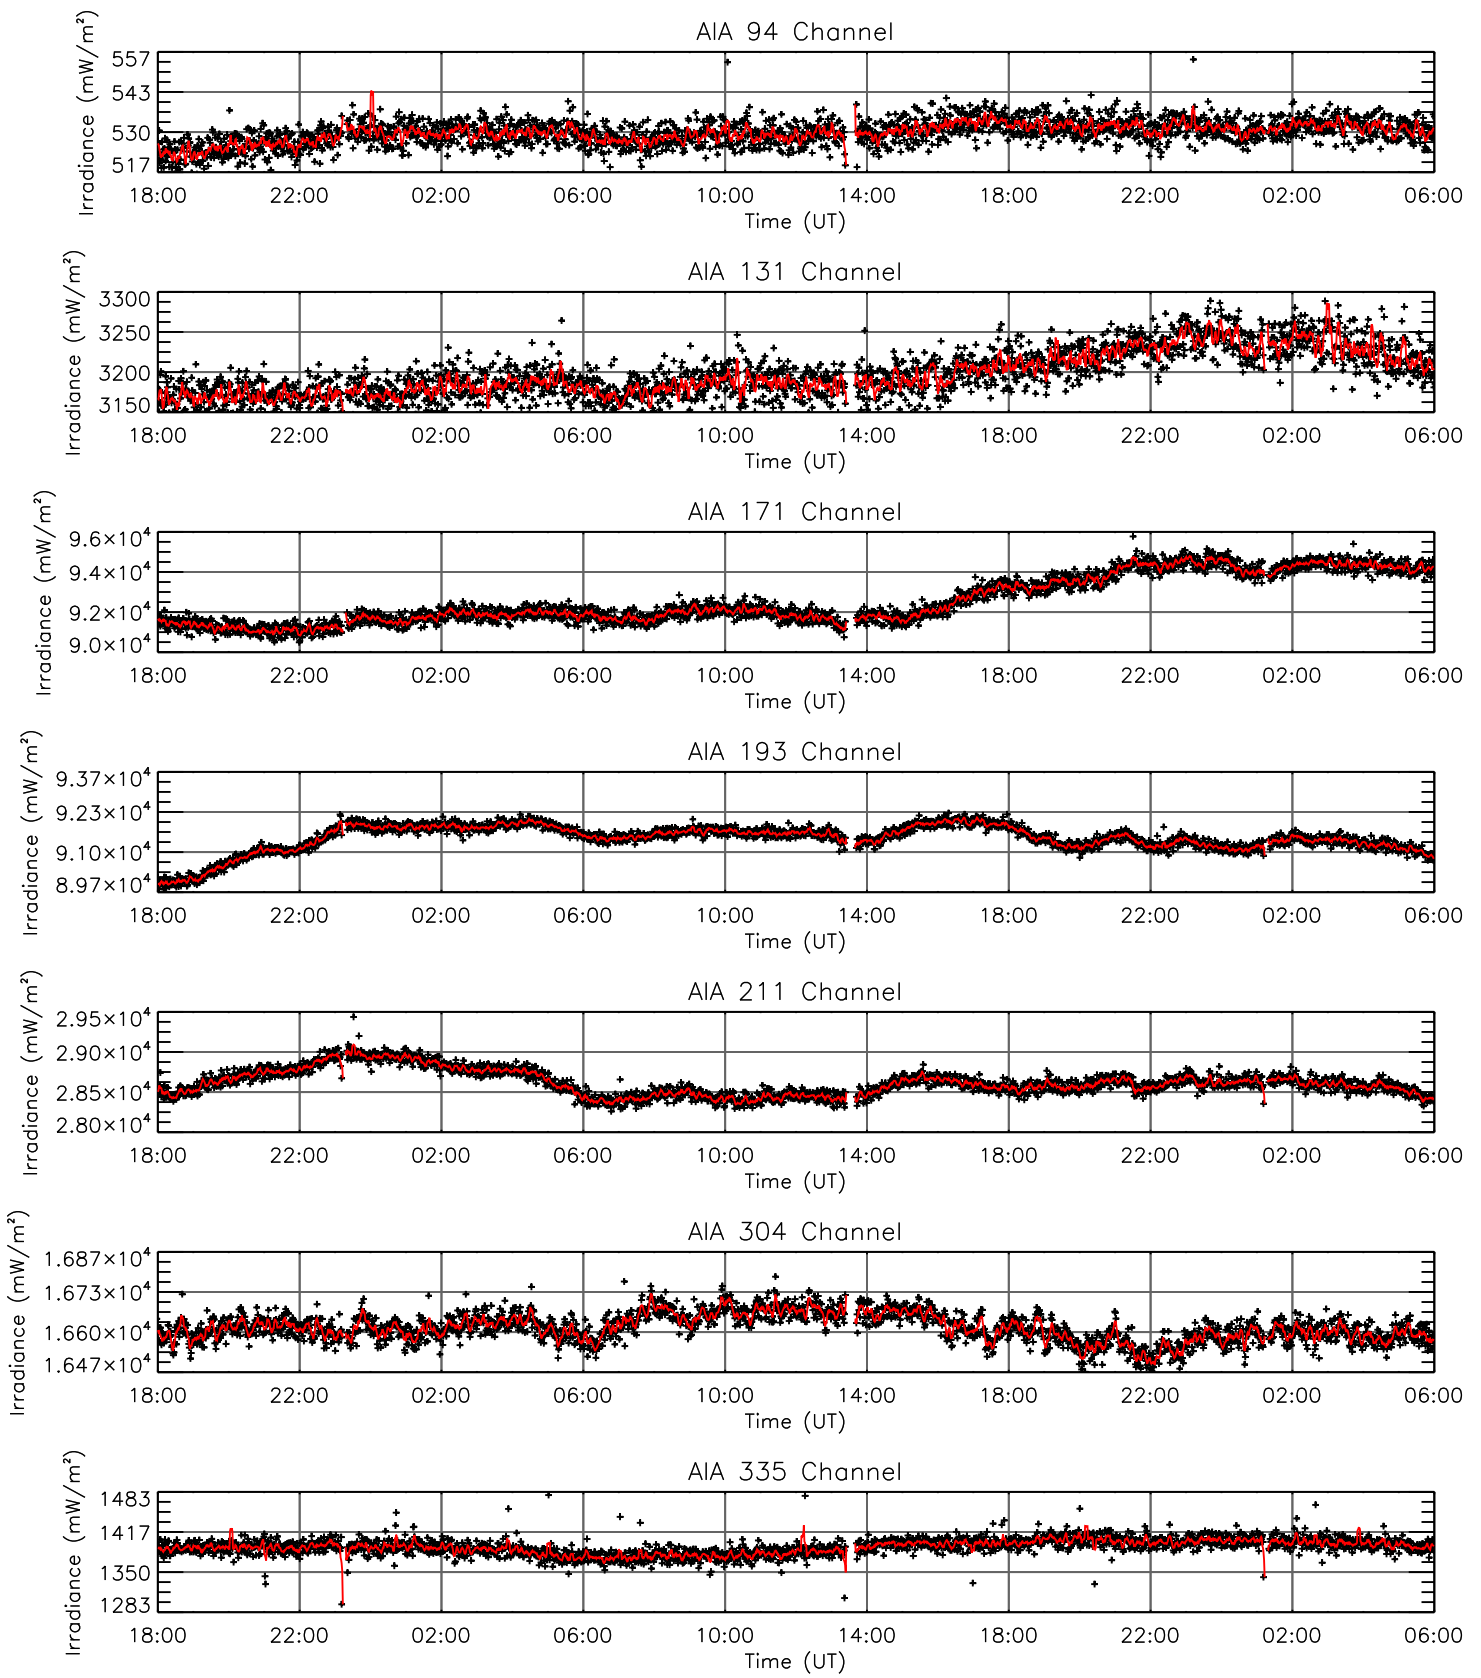 AIA 94 Channel
Irradiance (mW/m²)
557
543
530
517
18:00 22:00 02:00 06:00 10:00 14:00 18:00 22:00 02:00 06:00
Time (UT)
AIA 131 Channel
Irradiance (mW/m²)
3300
3250
3200
3150
18:00 22:00 02:00 06:00 10:00 14:00 18:00 22:00 02:00 06:00
Time (UT)
AIA 171 Channel
Irradiance (mW/m²)
9.6×10⁴
9.4×10⁴
9.2×10⁴
9.0×10⁴
18:00 22:00 02:00 06:00 10:00 14:00 18:00 22:00 02:00 06:00
Time (UT)
AIA 193 Channel
Irradiance (mW/m²)
9.37×10⁴
9.23×10⁴
9.10×10⁴
8.97×10⁴
18:00 22:00 02:00 06:00 10:00 14:00 18:00 22:00 02:00 06:00
Time (UT)
AIA 211 Channel
Irradiance (mW/m²)
2.95×10⁴
2.90×10⁴
2.85×10⁴
2.80×10⁴
18:00 22:00 02:00 06:00 10:00 14:00 18:00 22:00 02:00 06:00
Time (UT)
AIA 304 Channel
Irradiance (mW/m²)
1.687×10⁴
1.673×10⁴
1.660×10⁴
1.647×10⁴
18:00 22:00 02:00 06:00 10:00 14:00 18:00 22:00 02:00 06:00
Time (UT)
AIA 335 Channel
Irradiance (mW/m²)
1483
1417
1350
1283
18:00 22:00 02:00 06:00 10:00 14:00 18:00 22:00 02:00 06:00
Time (UT)